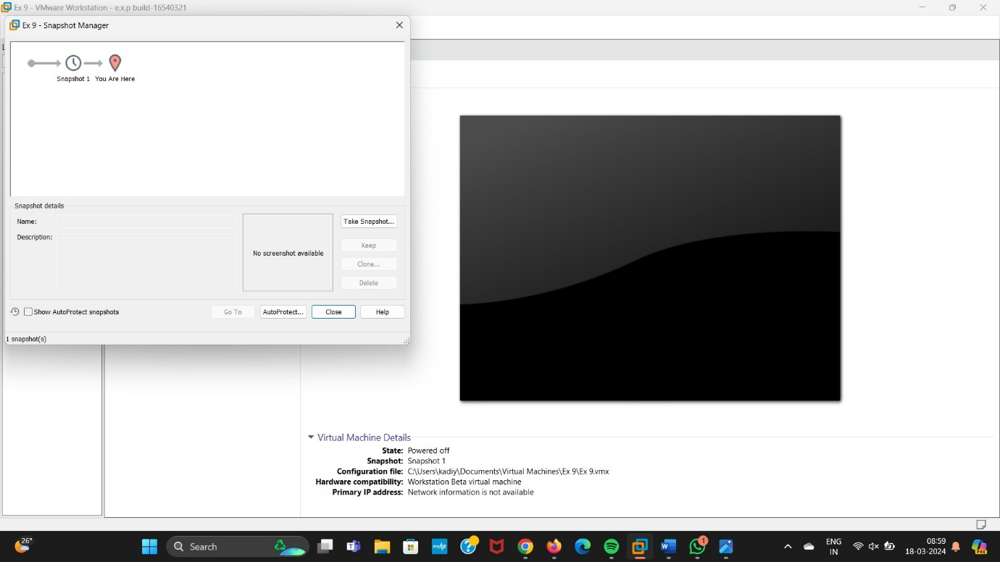 Ex 9 - VMware Workstation - e.x.p build-16540321
Ex 9 - Snapshot Manager
Snapshot 1 You Are Here
Snapshot details
Name:
Description:
No screenshot available
Take Snapshot...
Keep
Clone...
Delete
Show AutoProtect snapshots
Go To
AutoProtect...
Close
Help
1 snapshot(s)
Virtual Machine Details
State: Powered off
Snapshot: Snapshot 1
Configuration file: C:\Users\kadiy\Documents\Virtual Machines\Ex 9\Ex 9.vmx
Hardware compatibility: Workstation Beta virtual machine
Primary IP address: Network information is not available
26°
Search
myhp
1
ENG
IN
08:59
18-03-2024
PRE